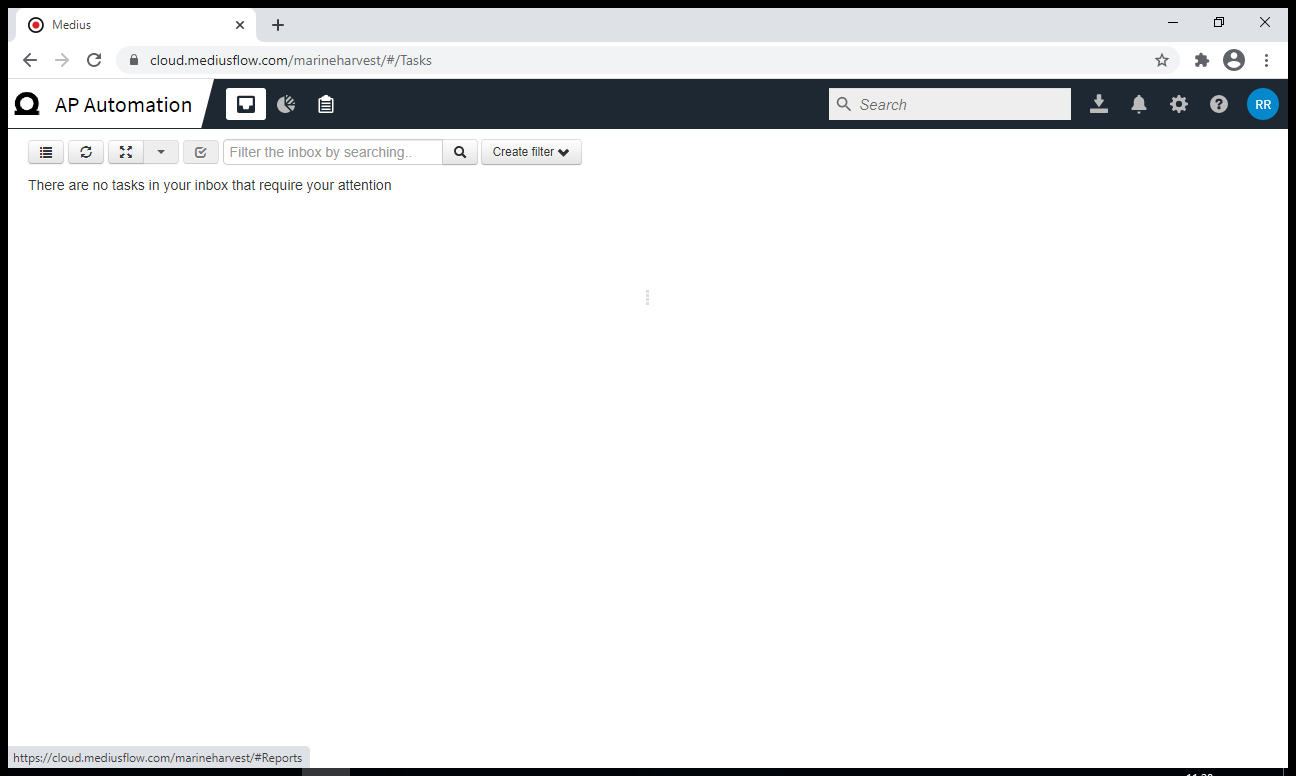 Medius
cloud.mediusflow.com/marineharvest/#/Tasks
AP Automation
Search
RR
Filter the inbox by searching..
Create filter
There are no tasks in your inbox that require your attention
https://cloud.mediusflow.com/marineharvest/#Reports